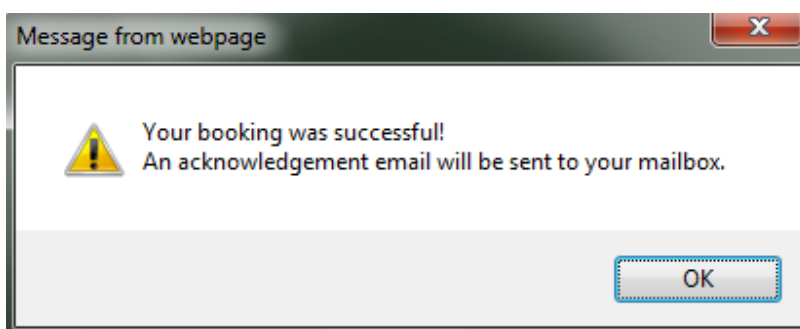 Message from webpage
Your booking was successful!
An acknowledgement email will be sent to your mailbox.
OK